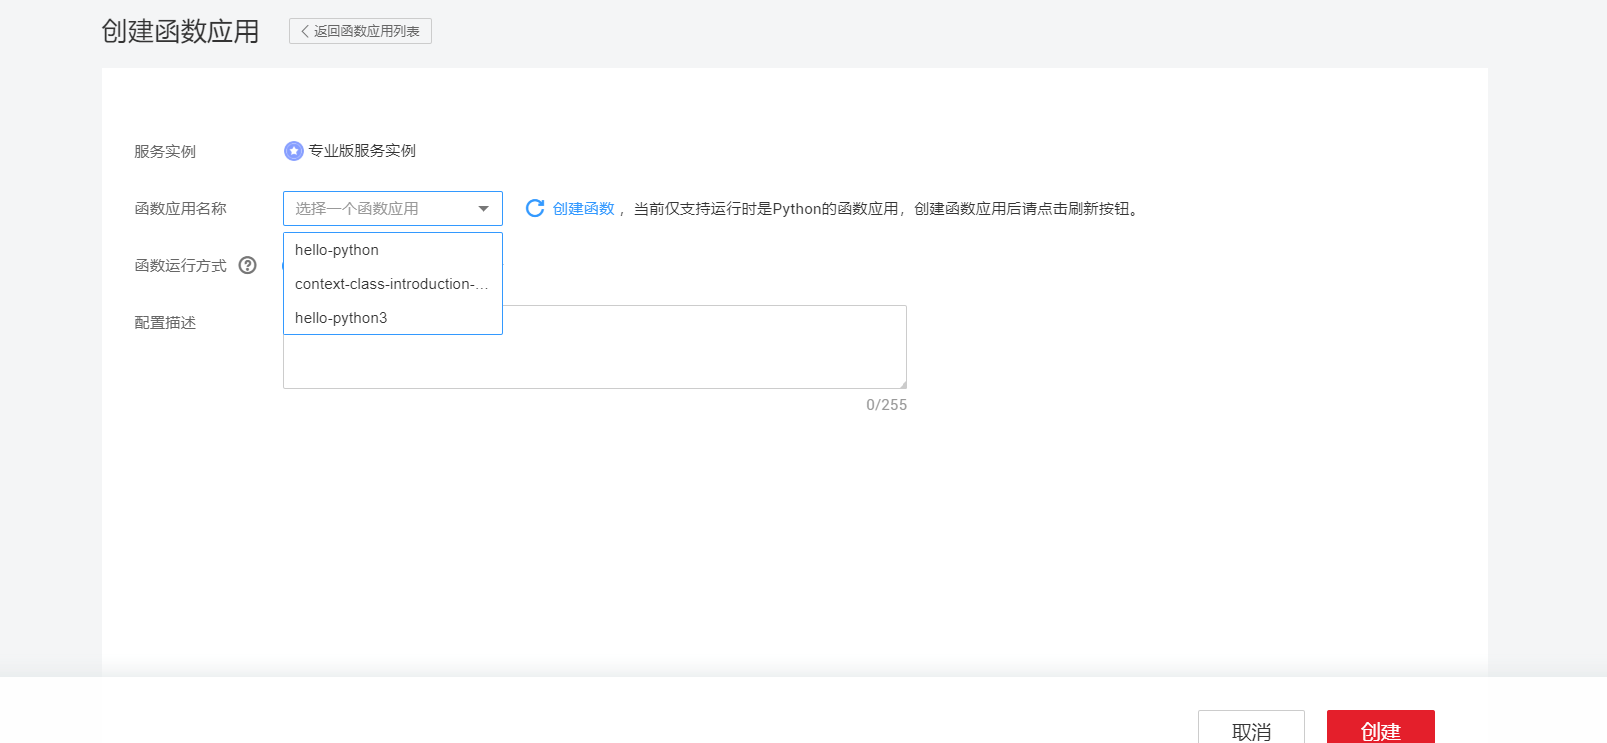 创建函数应用
返回函数应用列表
服务实例
专业版服务实例
函数应用名称
选择一个函数应用
创建函数 ，当前仅支持运行时是Python的函数应用，创建函数应用后请点击刷新按钮。
hello-python
函数运行方式
context-class-introduction-...
hello-python3
配置描述
0/255
取消
创建